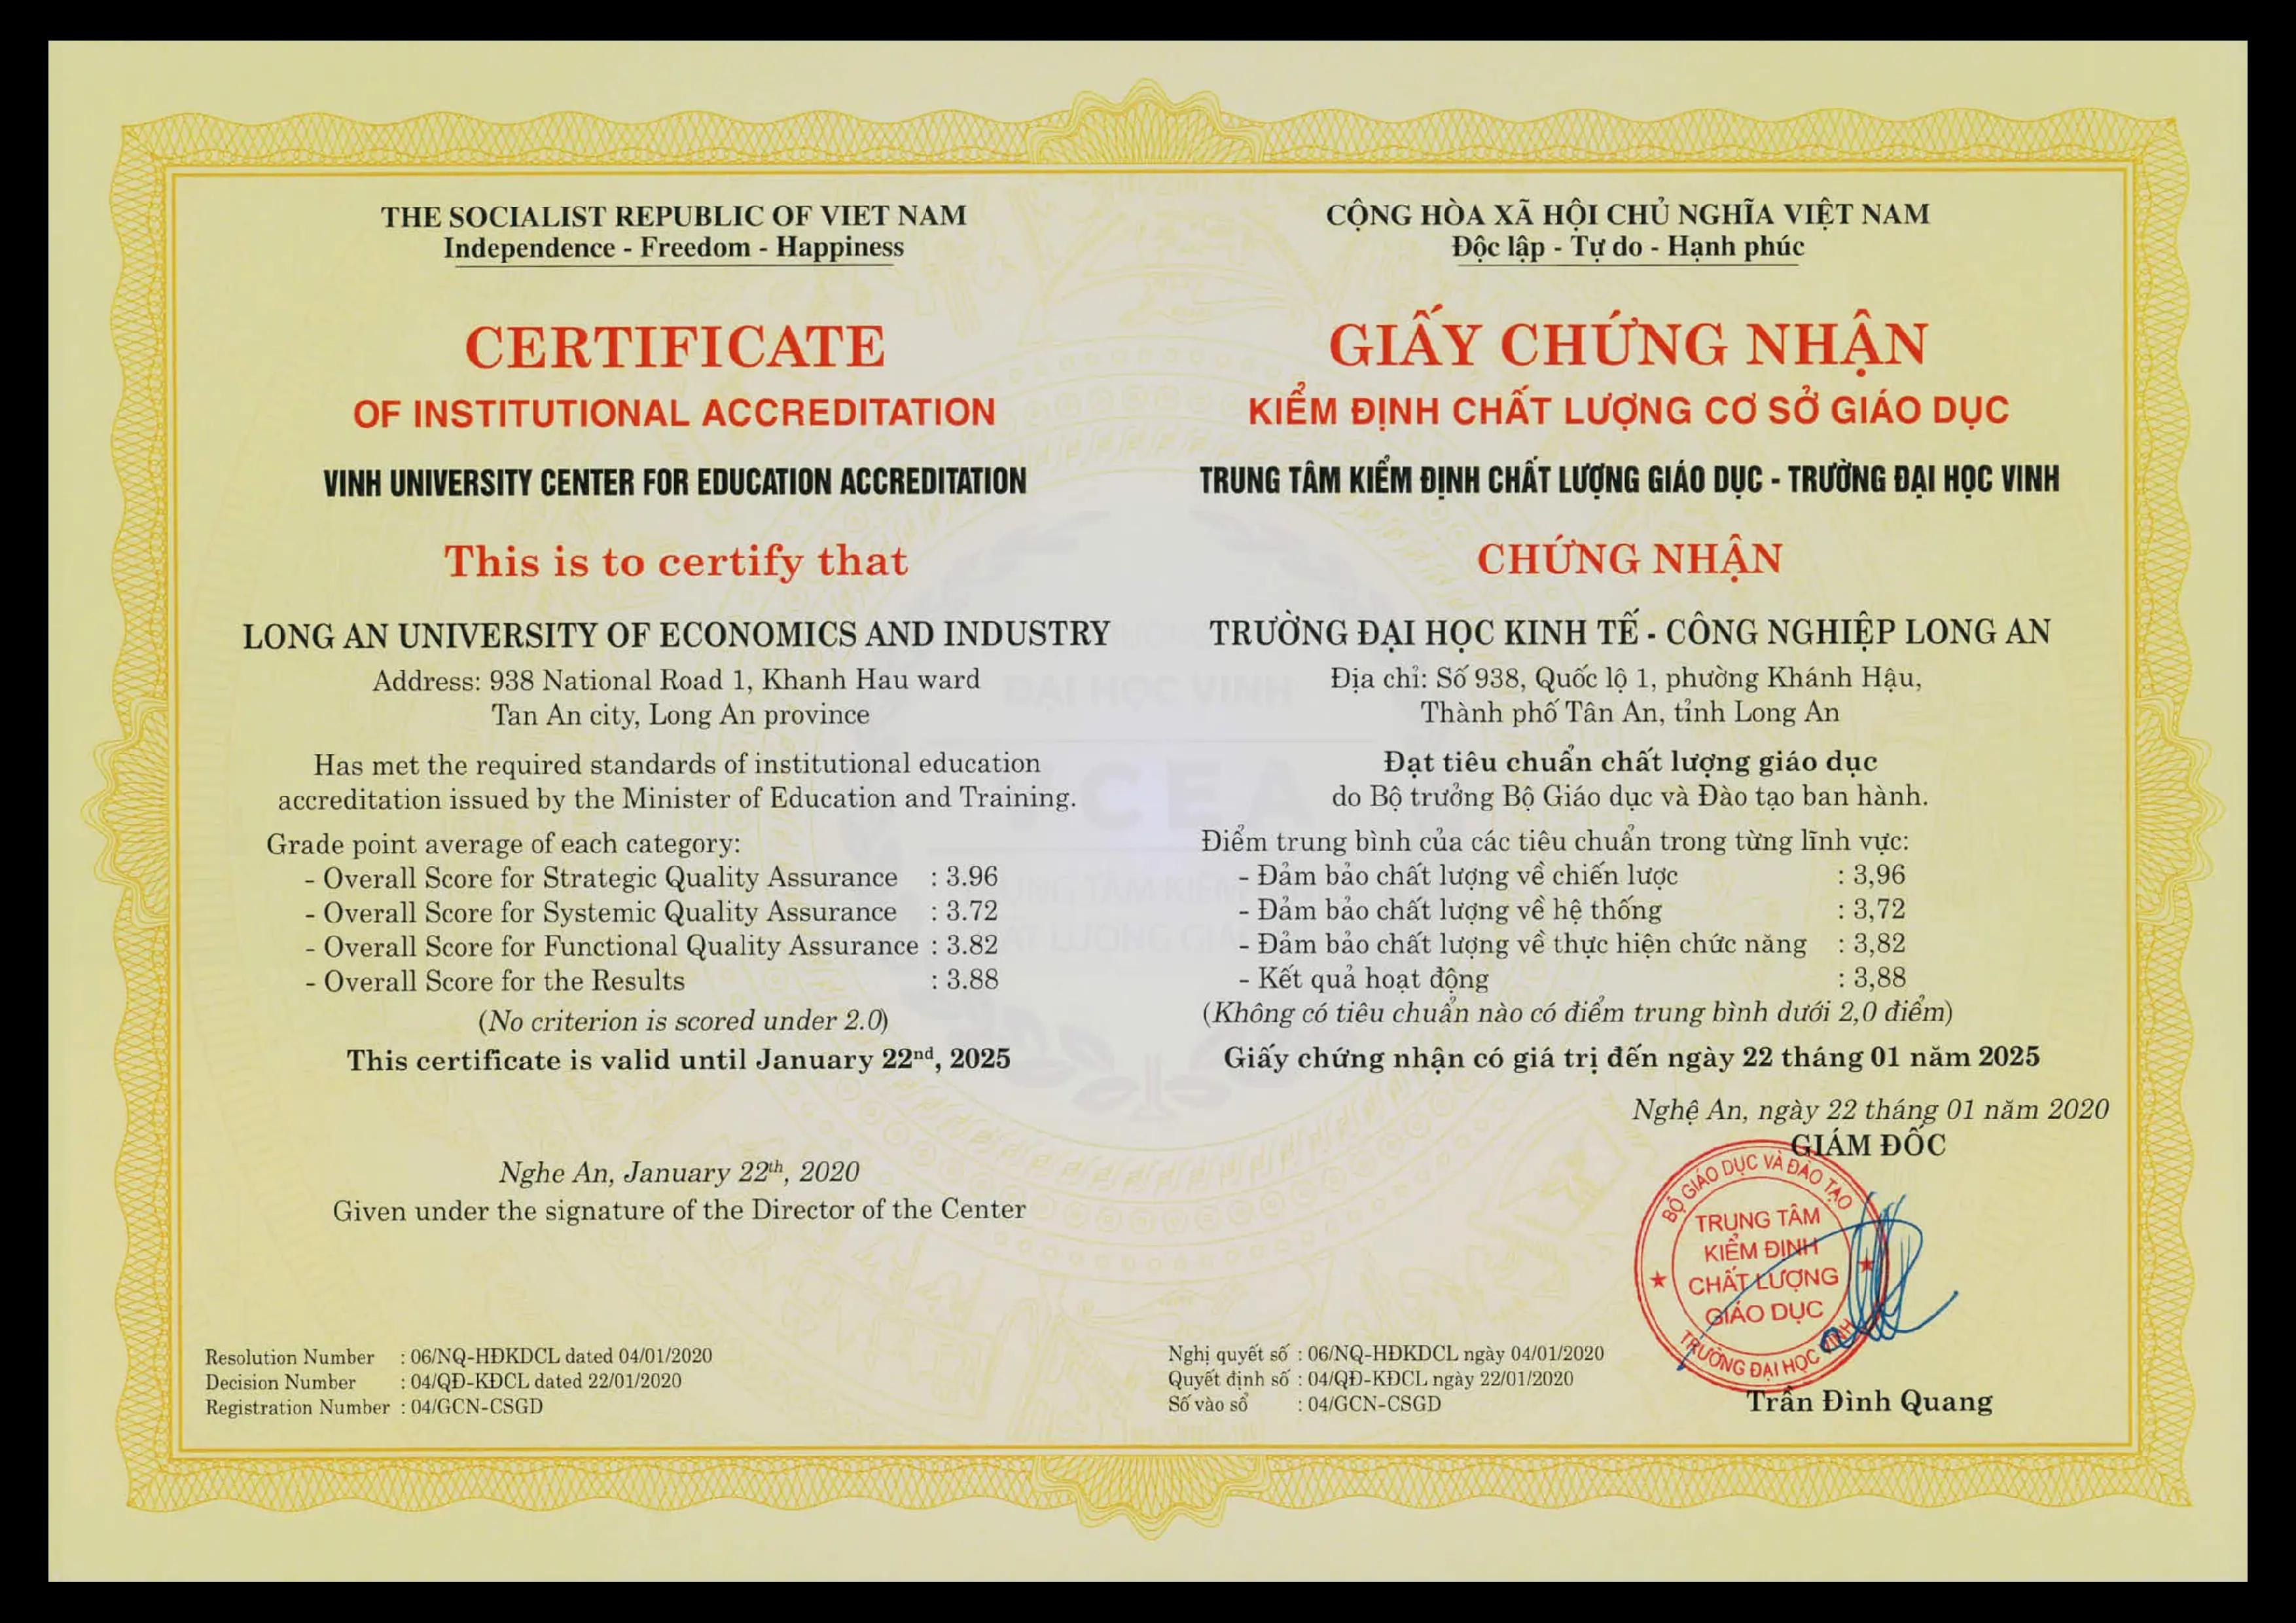 THE SOCIALIST REPUBLIC OF VIET NAM
Independence - Freedom - Happiness
CERTIFICATE
OF INSTITUTIONAL ACCREDITATION
VINH UNIVERSITY CENTER FOR EDUCATION ACCREDITATION
This is to certify that
LONG AN UNIVERSITY OF ECONOMICS AND INDUSTRY
Address: 938 National Road 1, Khanh Hau ward
Tan An city, Long An province
Has met the required standards of institutional education
accreditation issued by the Minister of Education and Training.
Grade point average of each category:
- Overall Score for Strategic Quality Assurance : 3.96
- Overall Score for Systemic Quality Assurance : 3.72
- Overall Score for Functional Quality Assurance : 3.82
- Overall Score for the Results : 3.88
(No criterion is scored under 2.0)
This certificate is valid until January 22nd, 2025
Nghe An, January 22th, 2020
Given under the signature of the Director of the Center
Resolution Number : 06/NQ-HĐKDCL dated 04/01/2020
Decision Number : 04/QĐ-KĐCL dated 22/01/2020
Registration Number : 04/GCN-CSGD
CỘNG HÒA XÃ HỘI CHỦ NGHĨA VIỆT NAM
Độc lập - Tự do - Hạnh phúc
GIẤY CHỨNG NHẬN
KIỂM ĐỊNH CHẤT LƯỢNG CƠ SỞ GIÁO DỤC
TRUNG TÂM KIỂM ĐỊNH CHẤT LƯỢNG GIÁO DỤC - TRƯỜNG ĐẠI HỌC VINH
CHỨNG NHẬN
TRƯỜNG ĐẠI HỌC KINH TẾ - CÔNG NGHIỆP LONG AN
Địa chỉ: Số 938, Quốc lộ 1, phường Khánh Hậu,
Thành phố Tân An, tỉnh Long An
Đạt tiêu chuẩn chất lượng giáo dục
do Bộ trưởng Bộ Giáo dục và Đào tạo ban hành.
Điểm trung bình của các tiêu chuẩn trong từng lĩnh vực:
- Đảm bảo chất lượng về chiến lược : 3,96
- Đảm bảo chất lượng về hệ thống : 3,72
- Đảm bảo chất lượng về thực hiện chức năng : 3,82
- Kết quả hoạt động : 3,88
(Không có tiêu chuẩn nào có điểm trung bình dưới 2,0 điểm)
Giấy chứng nhận có giá trị đến ngày 22 tháng 01 năm 2025
Nghệ An, ngày 22 tháng 01 năm 2020
GIÁM ĐỐC
BỘ GIÁO DỤC VÀ ĐÀO TẠO
TRUNG TÂM
KIỂM ĐỊNH
CHẤT LƯỢNG
GIÁO DỤC
TRƯỜNG ĐẠI HỌC VINH
Trần Đình Quang
Nghị quyết số : 06/NQ-HĐKDCL ngày 04/01/2020
Quyết định số : 04/QĐ-KĐCL ngày 22/01/2020
Số vào sổ : 04/GCN-CSGD
ĐẠI HỌC VINH